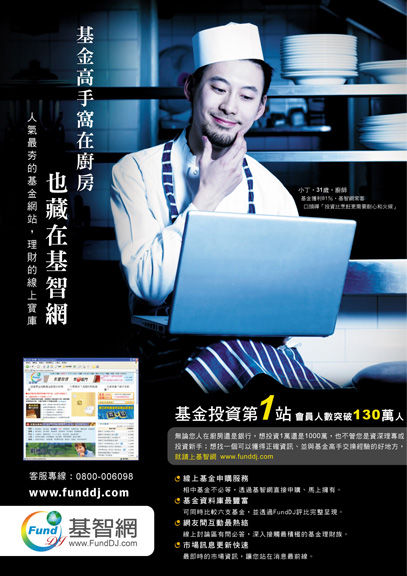 基金高手窩在廚房
也藏在基智網
人氣最夯的基金網站，理財的線上寶庫
小丁，31歲，廚師
基金獲利81%，基智網常客
口頭禪「投資比烹飪更需要耐心和火候」
基金投資第1站 會員人數突破130萬人
無論您人在廚房還是銀行，想投資1萬還是1000萬，也不管您是資深理專或
投資新手；想找一個可以獲得正確資訊、並與基金高手交換經驗的好地方，
就請上基智網 www.funddj.com
線上基金申購服務
相中基金不必等，透過基智網直接申購、馬上擁有。
基金資料庫最豐富
可同時比較六支基金，並透過FundDJ評比完整呈現。
網友間互動最熱絡
線上討論區有問必答，深入接觸最積極的基金理財族。
市場訊息更新快速
最即時的市場資訊，讓您站在消息最前線。
客服專線：0800-006098
www.funddj.com
Fund DJ 基智網
www.FundDJ.com